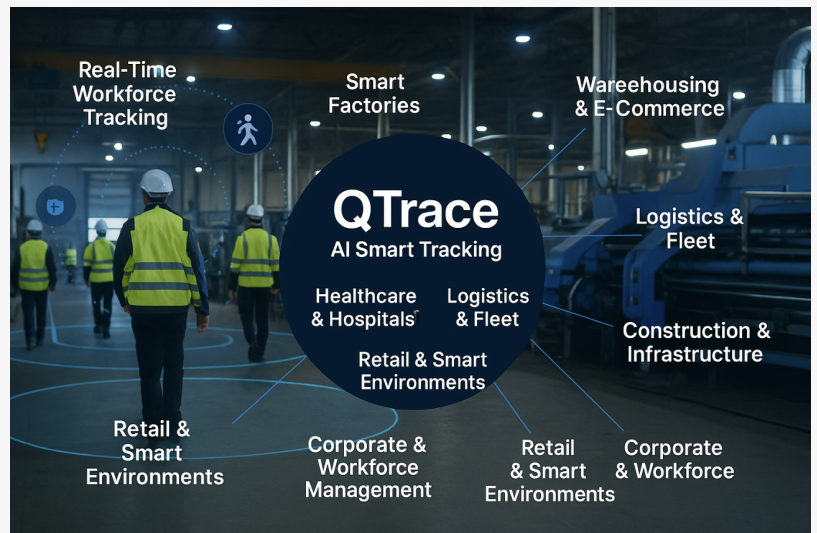 Real-Time
Workforce
Tracking
Smart
Factories
Wareehousing
& E-Commerce
QTrace
AI Smart Tracking
Logistics &
Fleet
Healthcare
& Hospitals
Logistics
& Fleet
Construction &
Infrastructure
Retail & Smart
Environments
Retail &
Smart
Environments
Corporate &
Workforce
Management
Retail
& Smart
Environments
Corporate
& Workforce